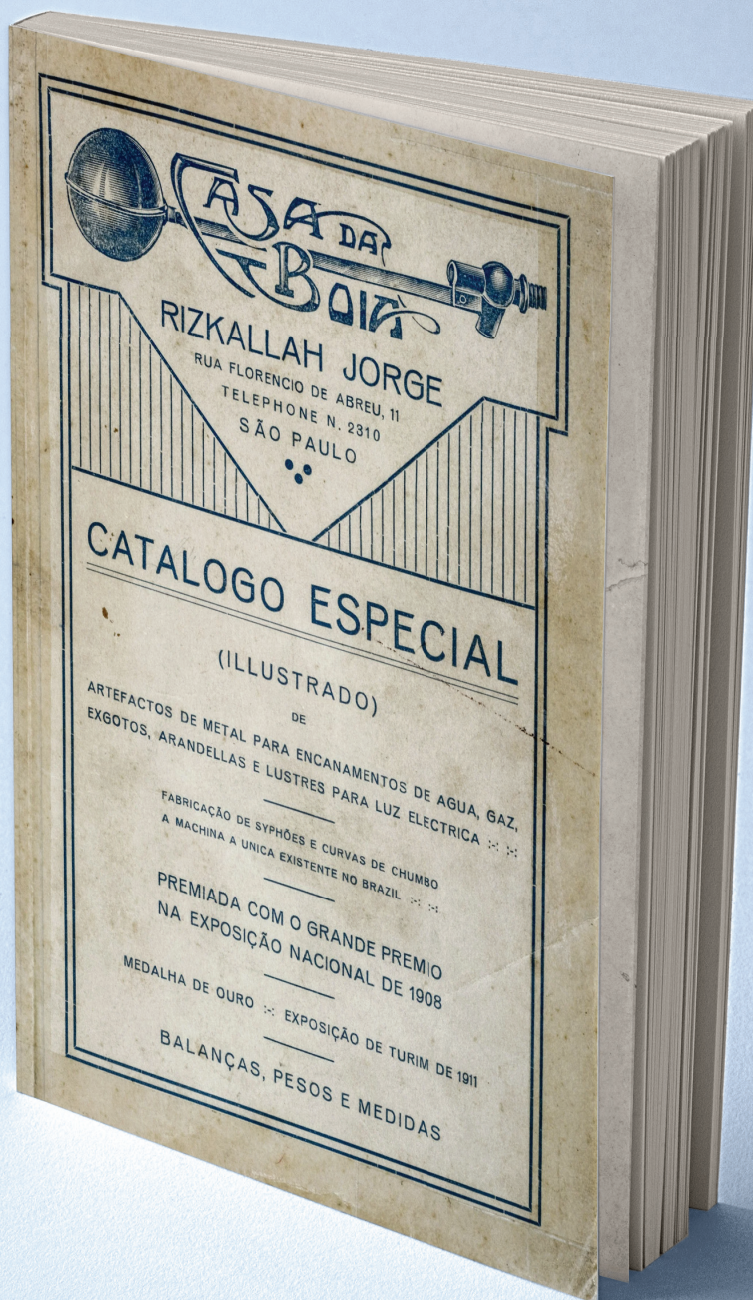 CASA DA
BOIA
RIZKALLAH JORGE
RUA FLORENCIO DE ABREU, 11
TELEPHONE N. 2310
SÃO PAULO
CATALOGO ESPECIAL
(ILLUSTRADO)
DE
ARTEFACTOS DE METAL PARA ENCANAMENTOS DE AGUA, GAZ,
EXGOTOS, ARANDELLAS E LUSTRES PARA LUZ ELECTRICA
FABRICAÇÃO DE SYPHÕES E CURVAS DE CHUMBO
A MACHINA A UNICA EXISTENTE NO BRAZIL
PREMIADA COM O GRANDE PREMIO
NA EXPOSIÇÃO NACIONAL DE 1908
MEDALHA DE OURO :-: EXPOSIÇÃO DE TURIM DE 1911
BALANÇAS, PESOS E MEDIDAS